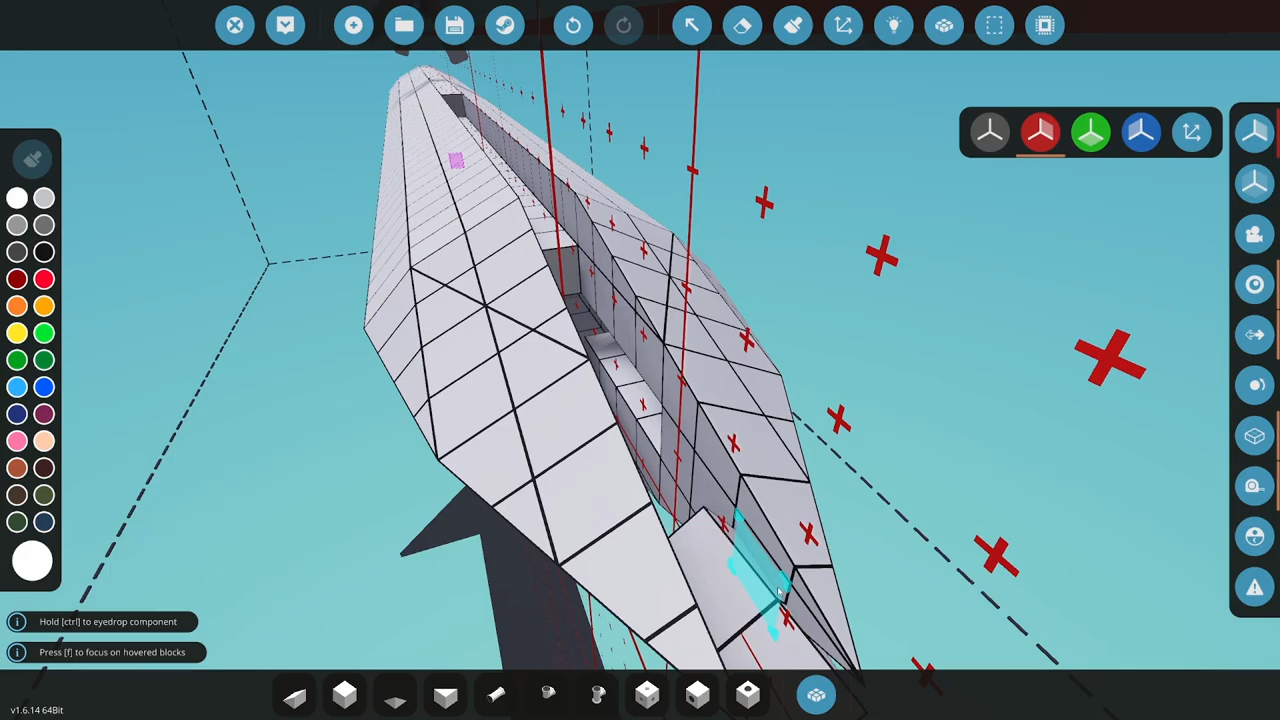 Hold [ctrl] to eyedrop component
Press [f] to focus on hovered blocks
v1.6.14 64Bit